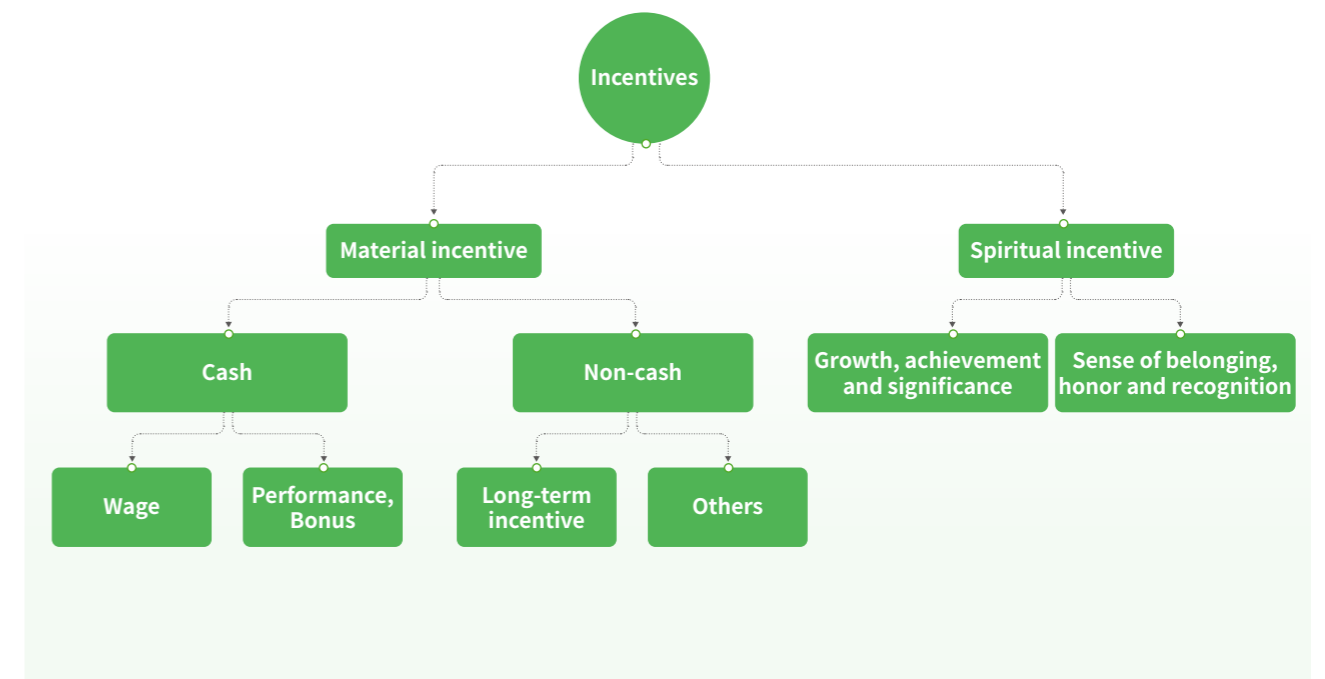 Incentives
Material incentive
Spiritual incentive
Cash
Non-cash
Growth, achievement
and significance
Sense of belonging,
honor and recognition
Wage
Performance,
Bonus
Long-term
incentive
Others